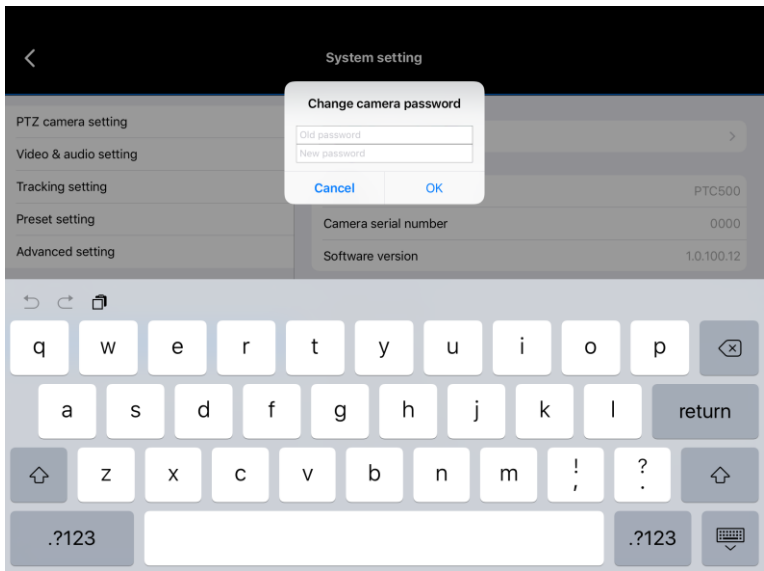 System setting
Change camera password
Old password
New password
Cancel OK
PTZ camera setting
Video & audio setting
Tracking setting
Preset setting
Advanced setting
PTC500
Camera serial number 0000
Software version 1.0.100.12
q w e r t y u i o p
a s d f g h j k l return
z x c v b n m ! , ? .
.?123 .?123